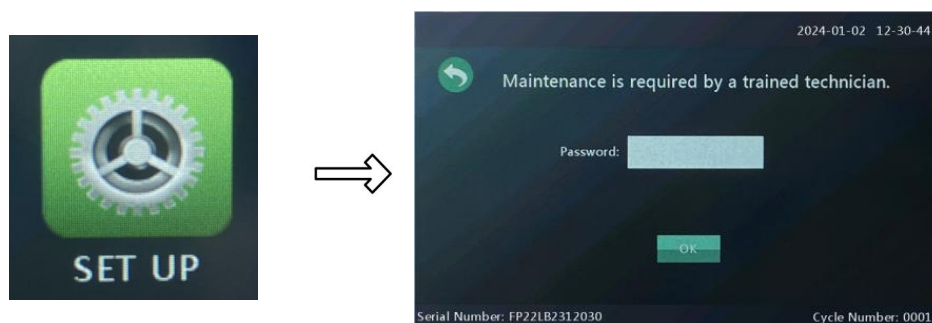 SET UP
2024-01-02 12-30-44
Maintenance is required by a trained technician.
Password:
OK
Serial Number: FP22LB2312030
Cycle Number: 0001